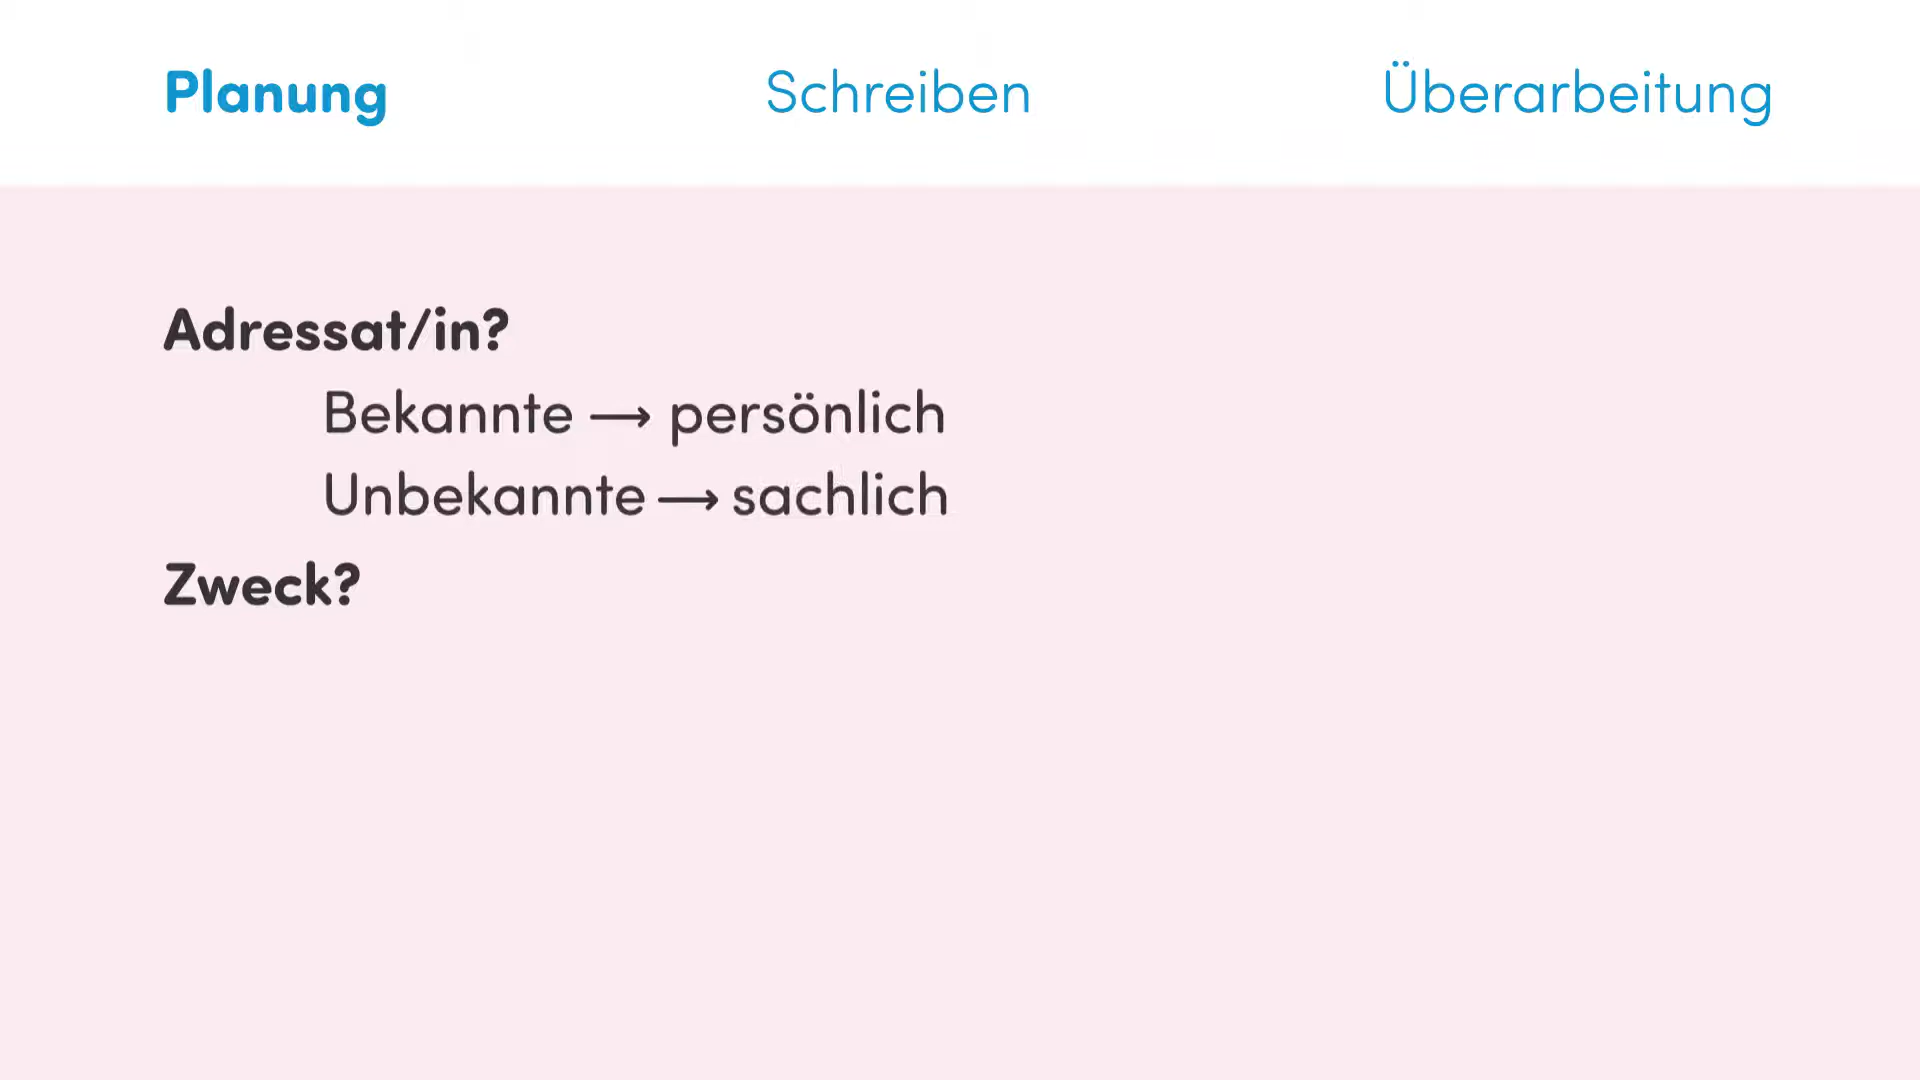 Planung Schreiben Überarbeitung
Adressat/in?
Bekannte → persönlich
Unbekannte → sachlich
Zweck?